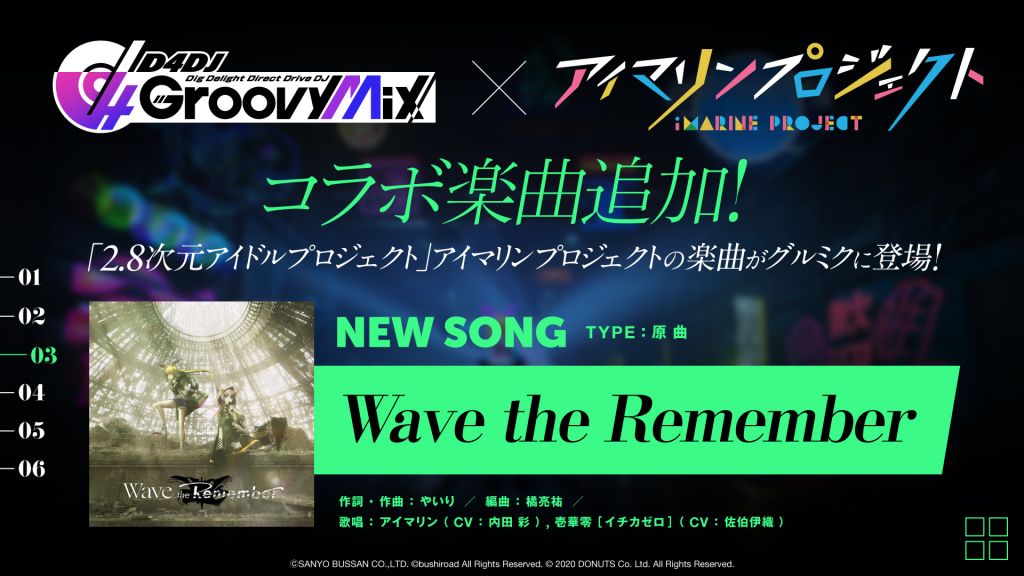 D4DJ
Dig Delight Direct Drive DJ
GroovyMix
アイマリンプロジェクト
iMARINE PROJECT
コラボ楽曲追加!
「2.8次元アイドルプロジェクト」アイマリンプロジェクトの楽曲がグルミクに登場!
01
02
03
04
05
06
NEW SONG TYPE:原曲
Wave the Remember
Wave the Remember
作詞・作曲:やいり / 編曲:橘亮祐 /
歌唱:アイマリン(CV:内田 彩),壱華零[イチカゼロ](CV:佐伯伊織)
©SANYO BUSSAN CO.,LTD. ©bushiroad All Rights Reserved. © 2020 DONUTS Co. Ltd. All Rights Reserved.